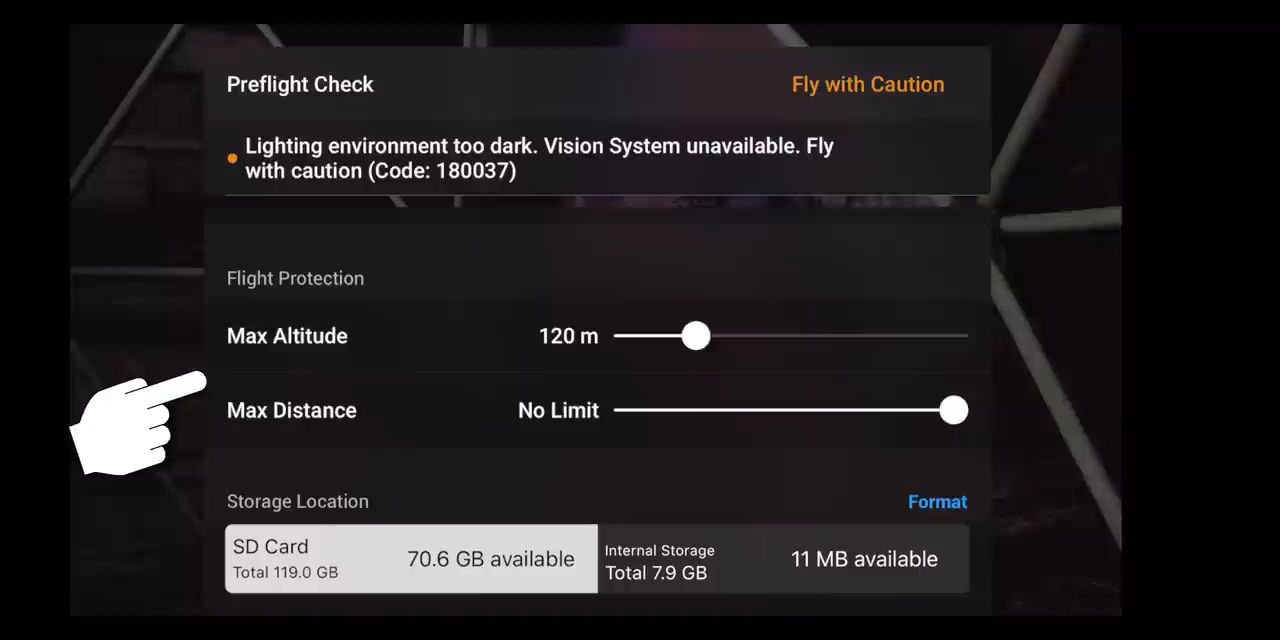 Preflight Check
Fly with Caution
Lighting environment too dark. Vision System unavailable. Fly
with caution (Code: 180037)
Flight Protection
Max Altitude 120 m
Max Distance No Limit
Storage Location Format
SD Card
Total 119.0 GB
70.6 GB available
Internal Storage
Total 7.9 GB
11 MB available